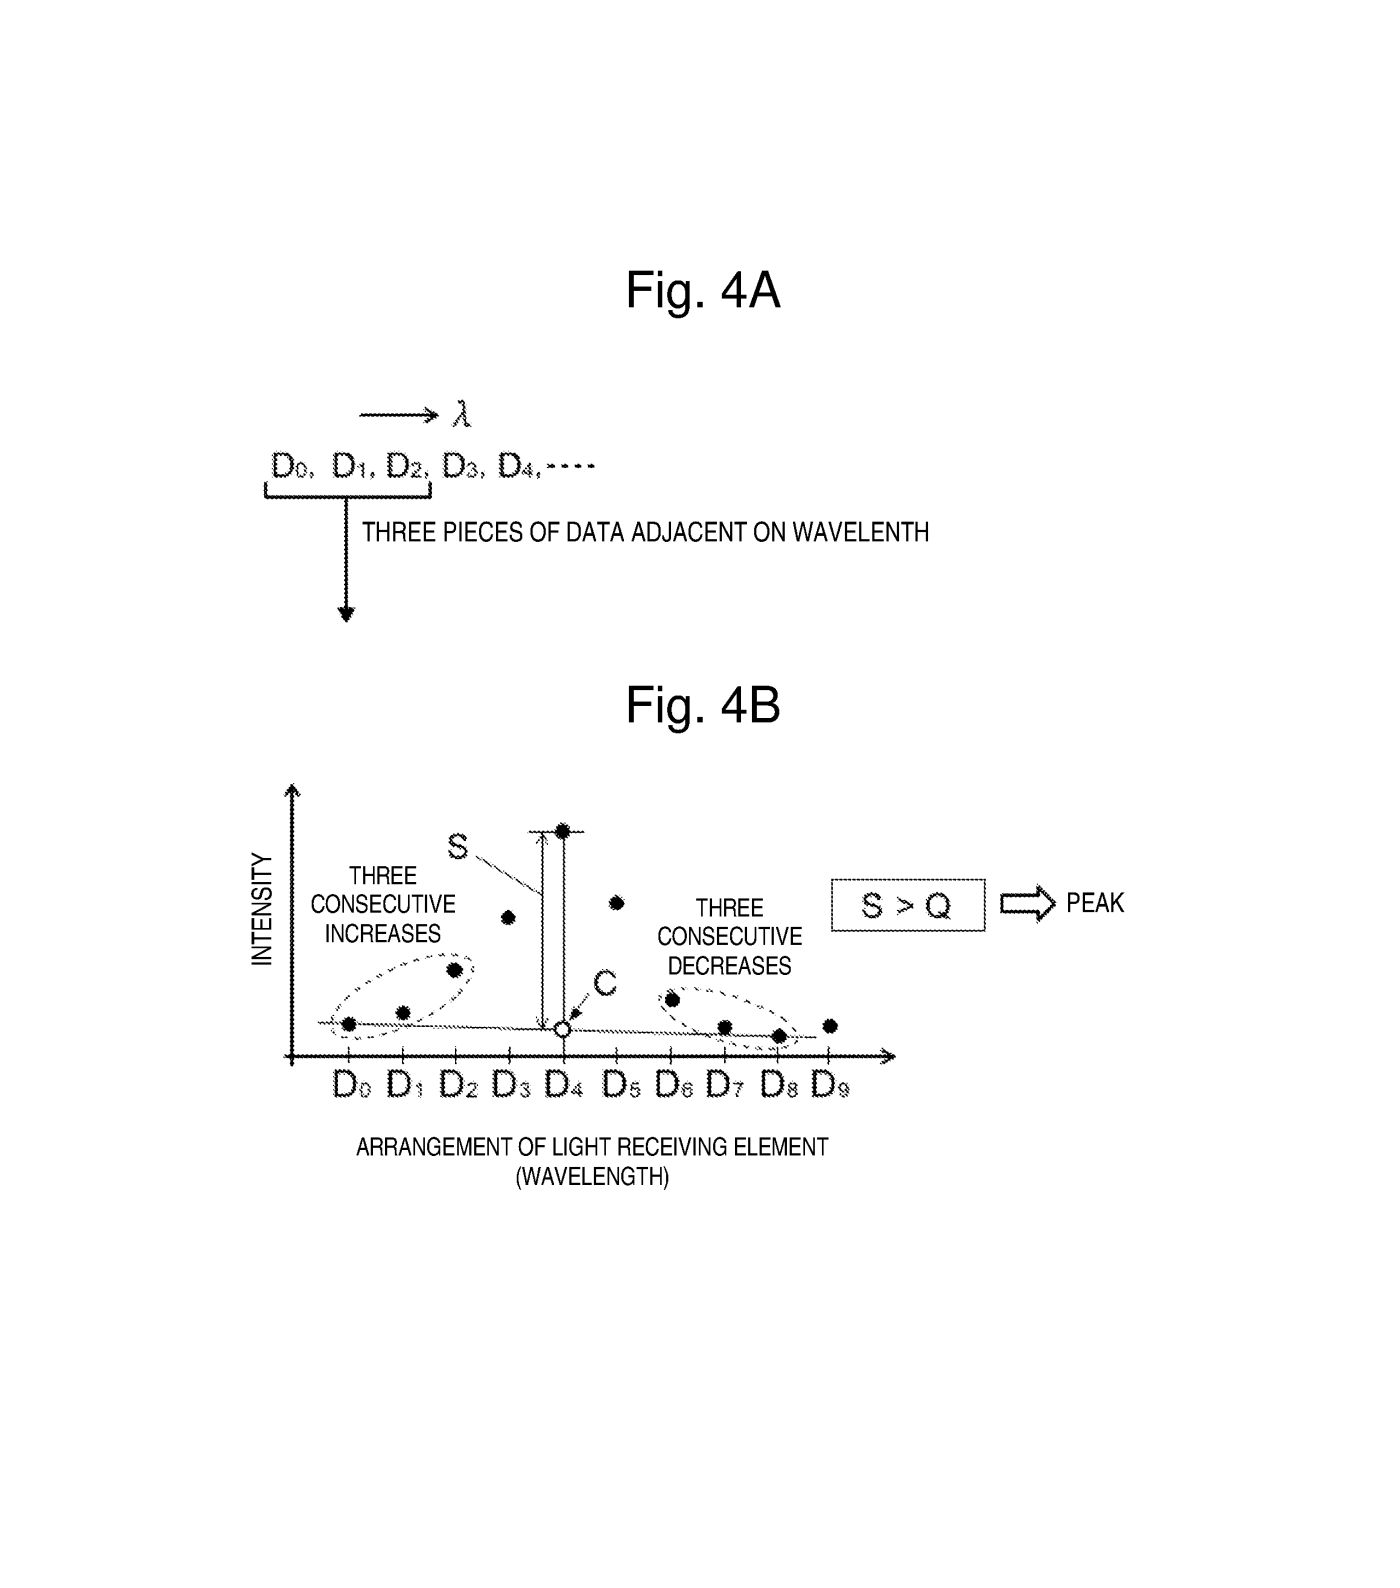 Fig. 4A
λ
D0, D1, D2, D3, D4, ----
THREE PIECES OF DATA ADJACENT ON WAVELENTH
Fig. 4B
INTENSITY
S
THREE
CONSECUTIVE
INCREASES
C
THREE
CONSECUTIVE
DECREASES
S > Q
PEAK
D0 D1 D2 D3 D4 D5 D6 D7 D8 D9
ARRANGEMENT OF LIGHT RECEIVING ELEMENT
(WAVELENGTH)